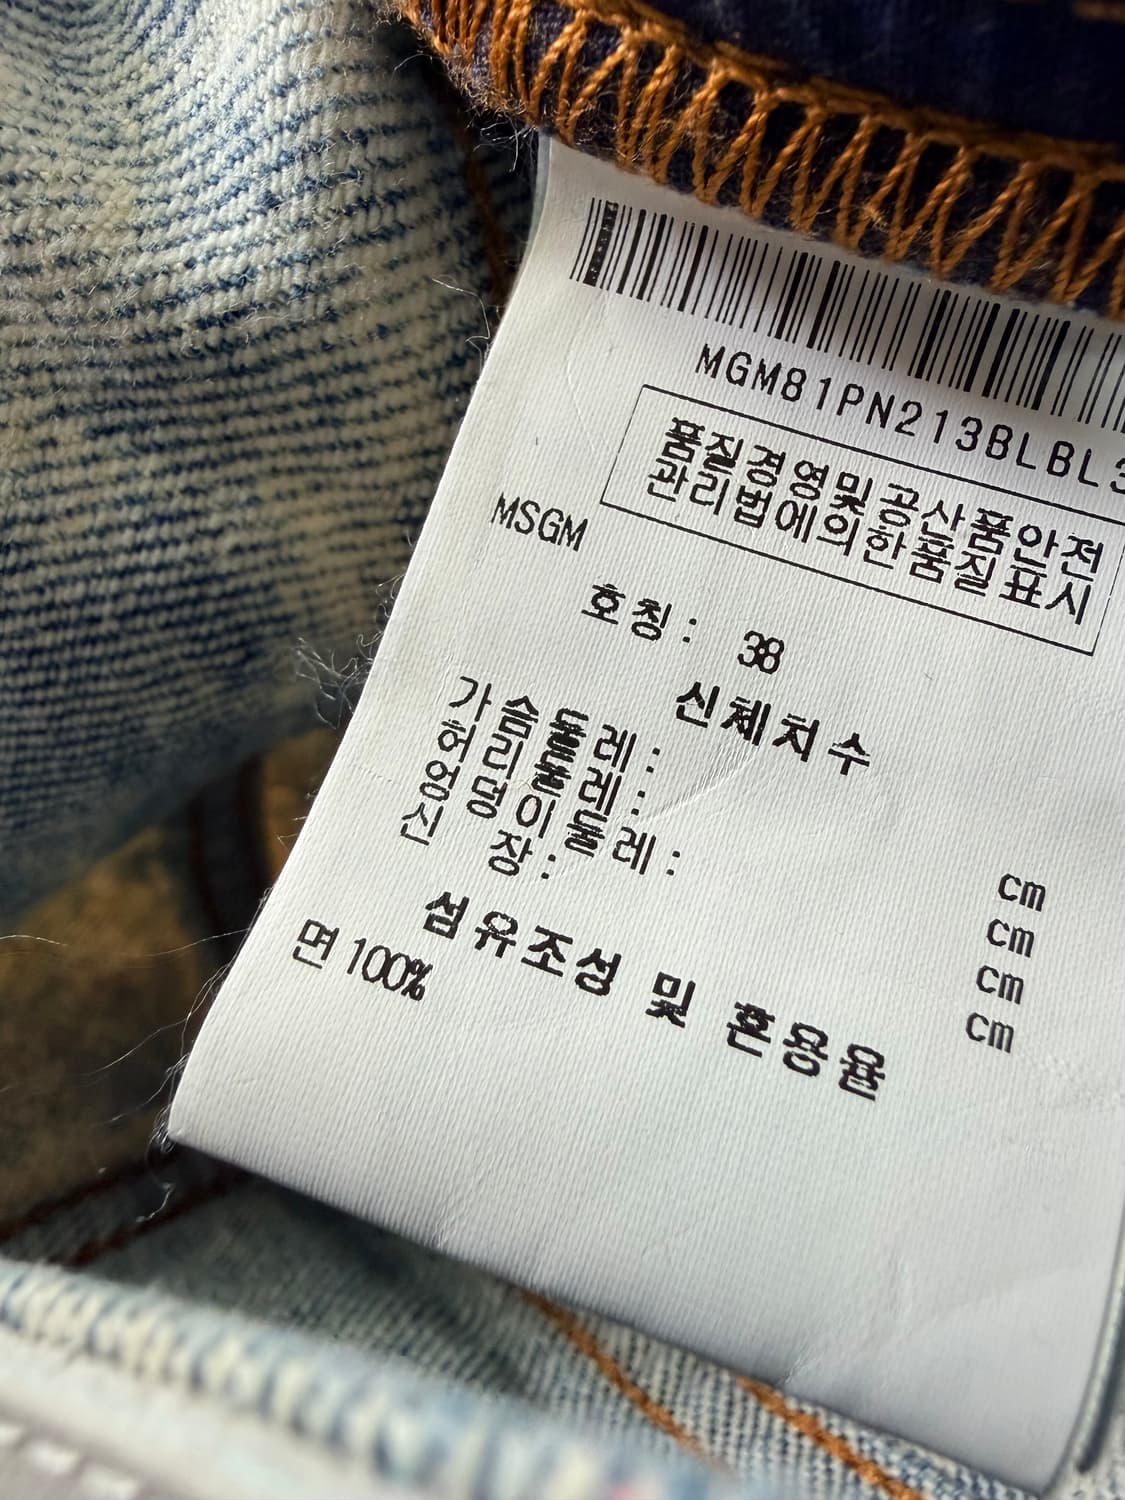 MGM81PN213BLBL3
품질경영및공산품안전
관리법에의한품질표시
MSGM
호칭: 38
신체치수
가슴둘레: cm
허리둘레: cm
엉덩이둘레: cm
신 장: cm
섬유조성 및 혼용율
면 100%